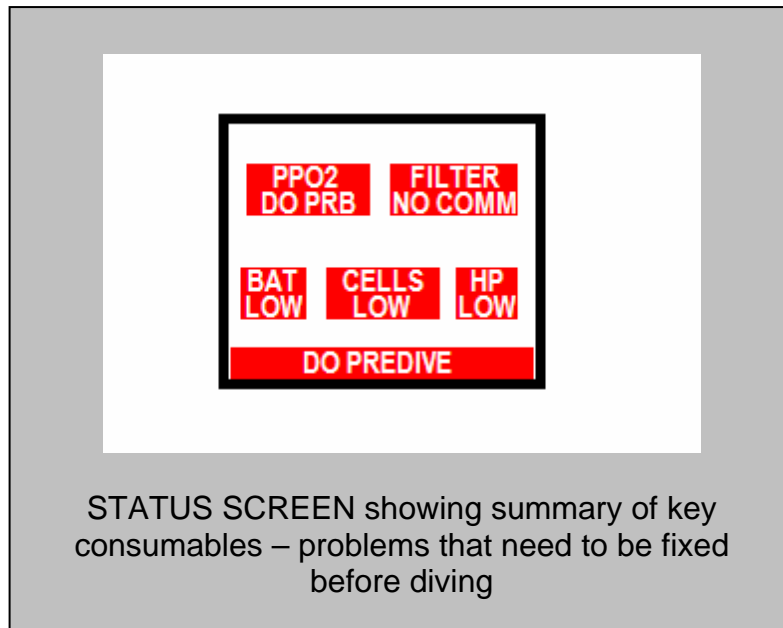 PPO2 FILTER
DO PRB NO COMM
BAT CELLS HP
LOW LOW LOW
DO PREDIVE
STATUS SCREEN showing summary of key
consumables – problems that need to be fixed
before diving